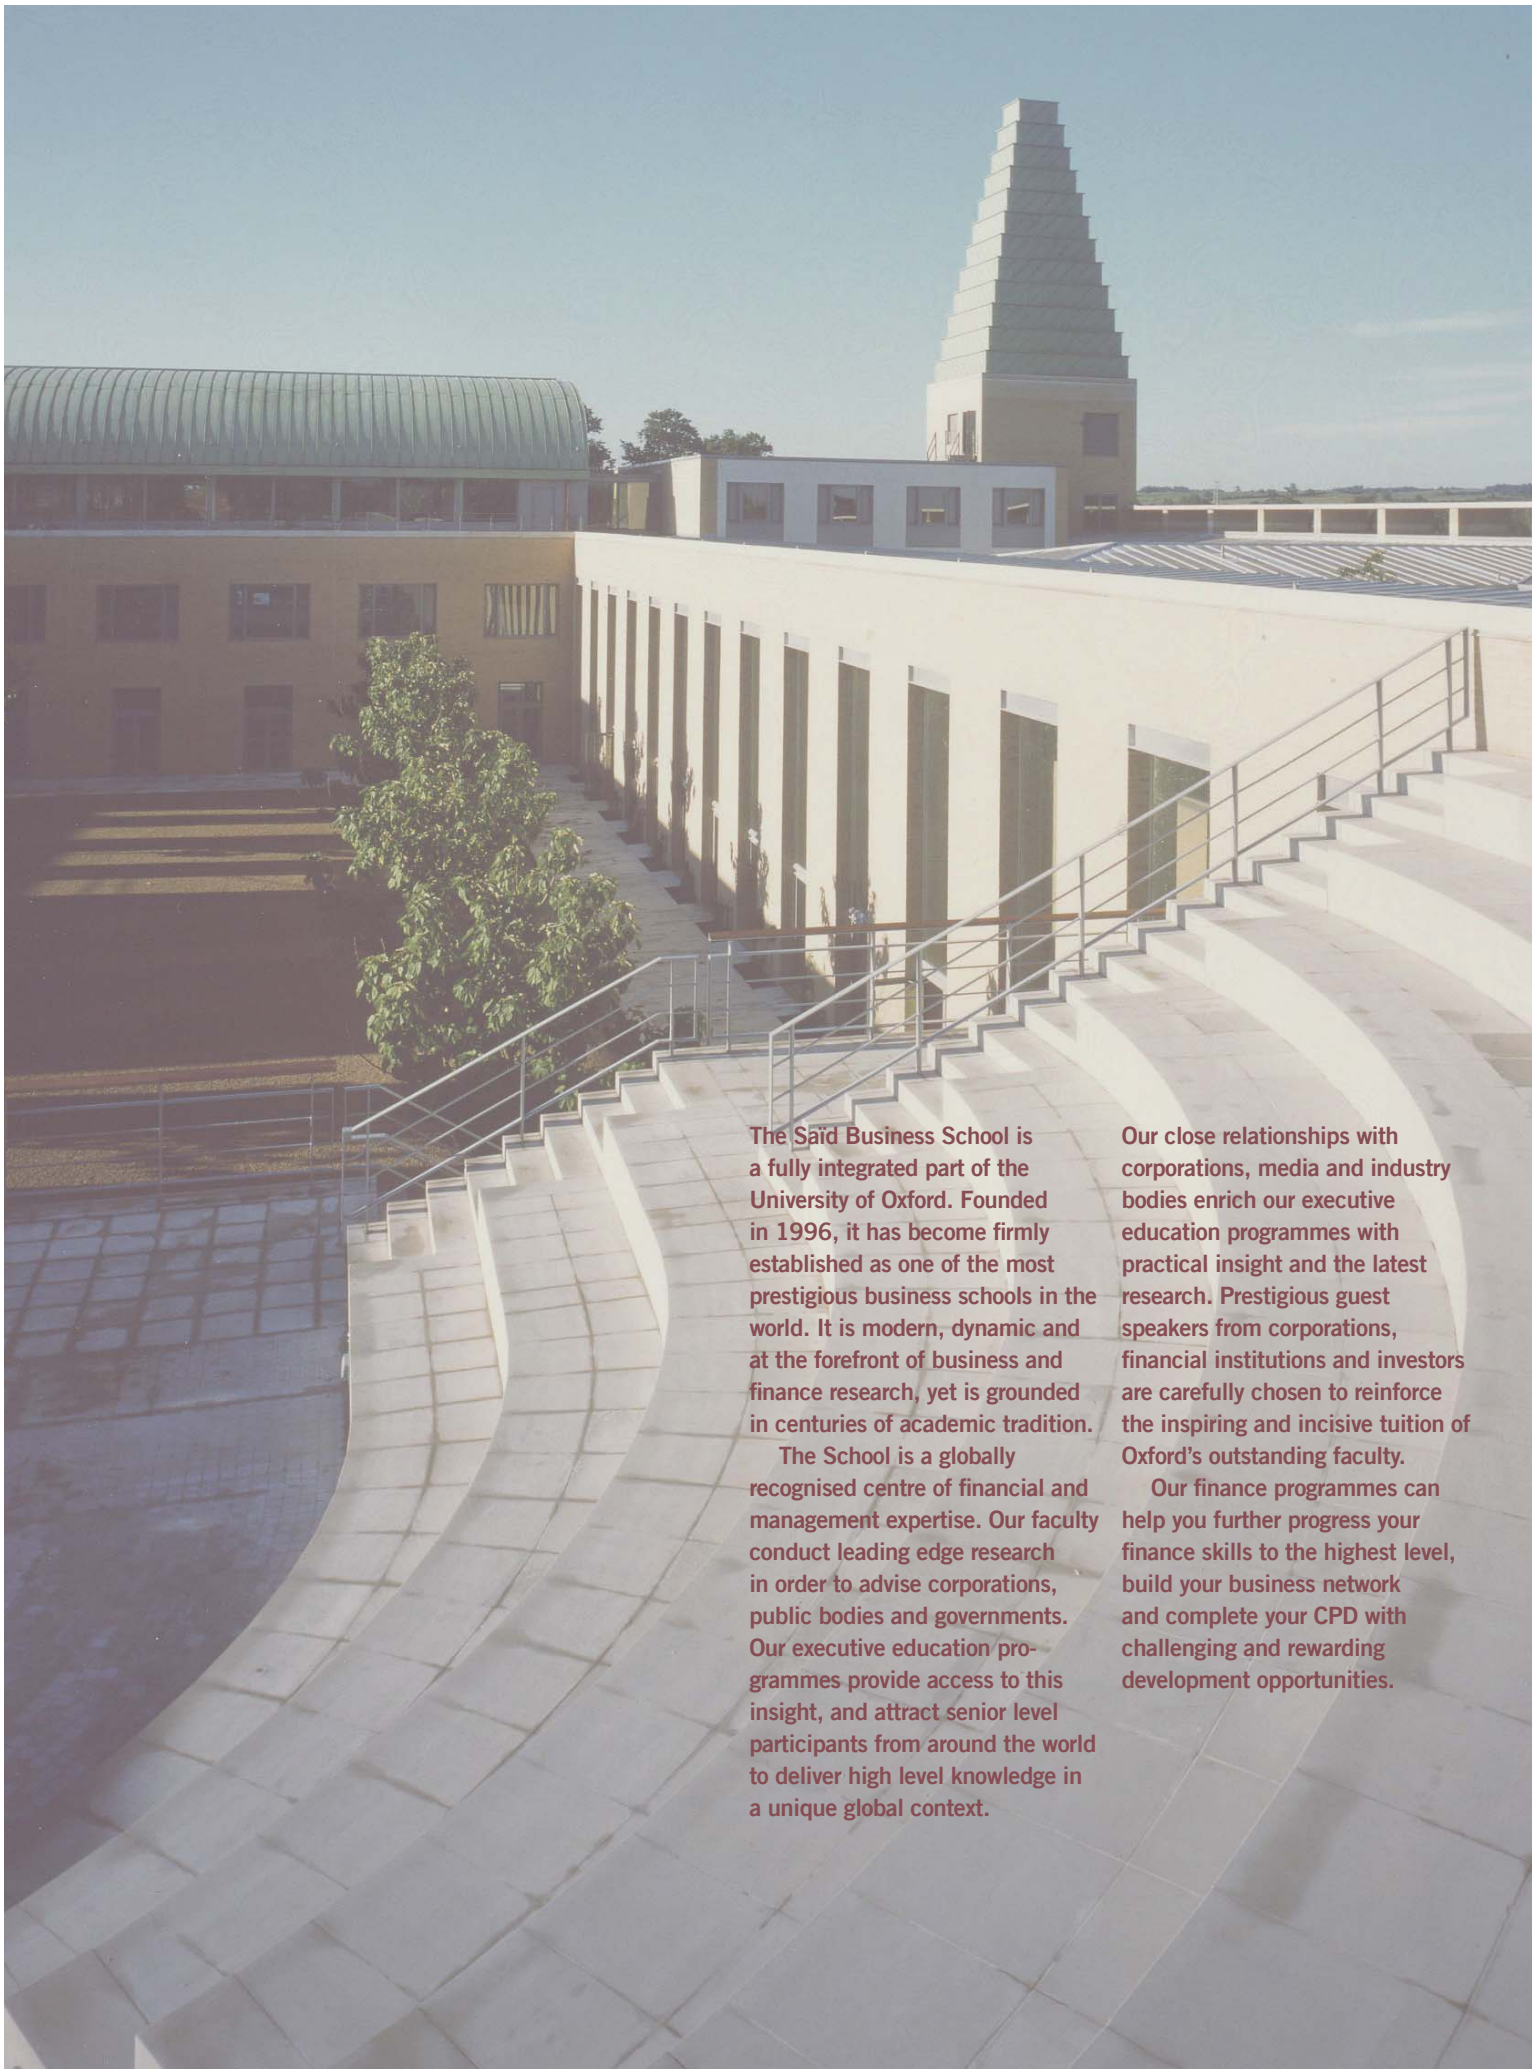 The Saïd Business School is
a fully integrated part of the
University of Oxford. Founded
in 1996, it has become firmly
established as one of the most
prestigious business schools in the
world. It is modern, dynamic and
at the forefront of business and
finance research, yet is grounded
in centuries of academic tradition.
The School is a globally
recognised centre of financial and
management expertise. Our faculty
conduct leading edge research
in order to advise corporations,
public bodies and governments.
Our executive education pro-
grammes provide access to this
insight, and attract senior level
participants from around the world
to deliver high level knowledge in
a unique global context.
Our close relationships with
corporations, media and industry
bodies enrich our executive
education programmes with
practical insight and the latest
research. Prestigious guest
speakers from corporations,
financial institutions and investors
are carefully chosen to reinforce
the inspiring and incisive tuition of
Oxford’s outstanding faculty.
Our finance programmes can
help you further progress your
finance skills to the highest level,
build your business network
and complete your CPD with
challenging and rewarding
development opportunities.